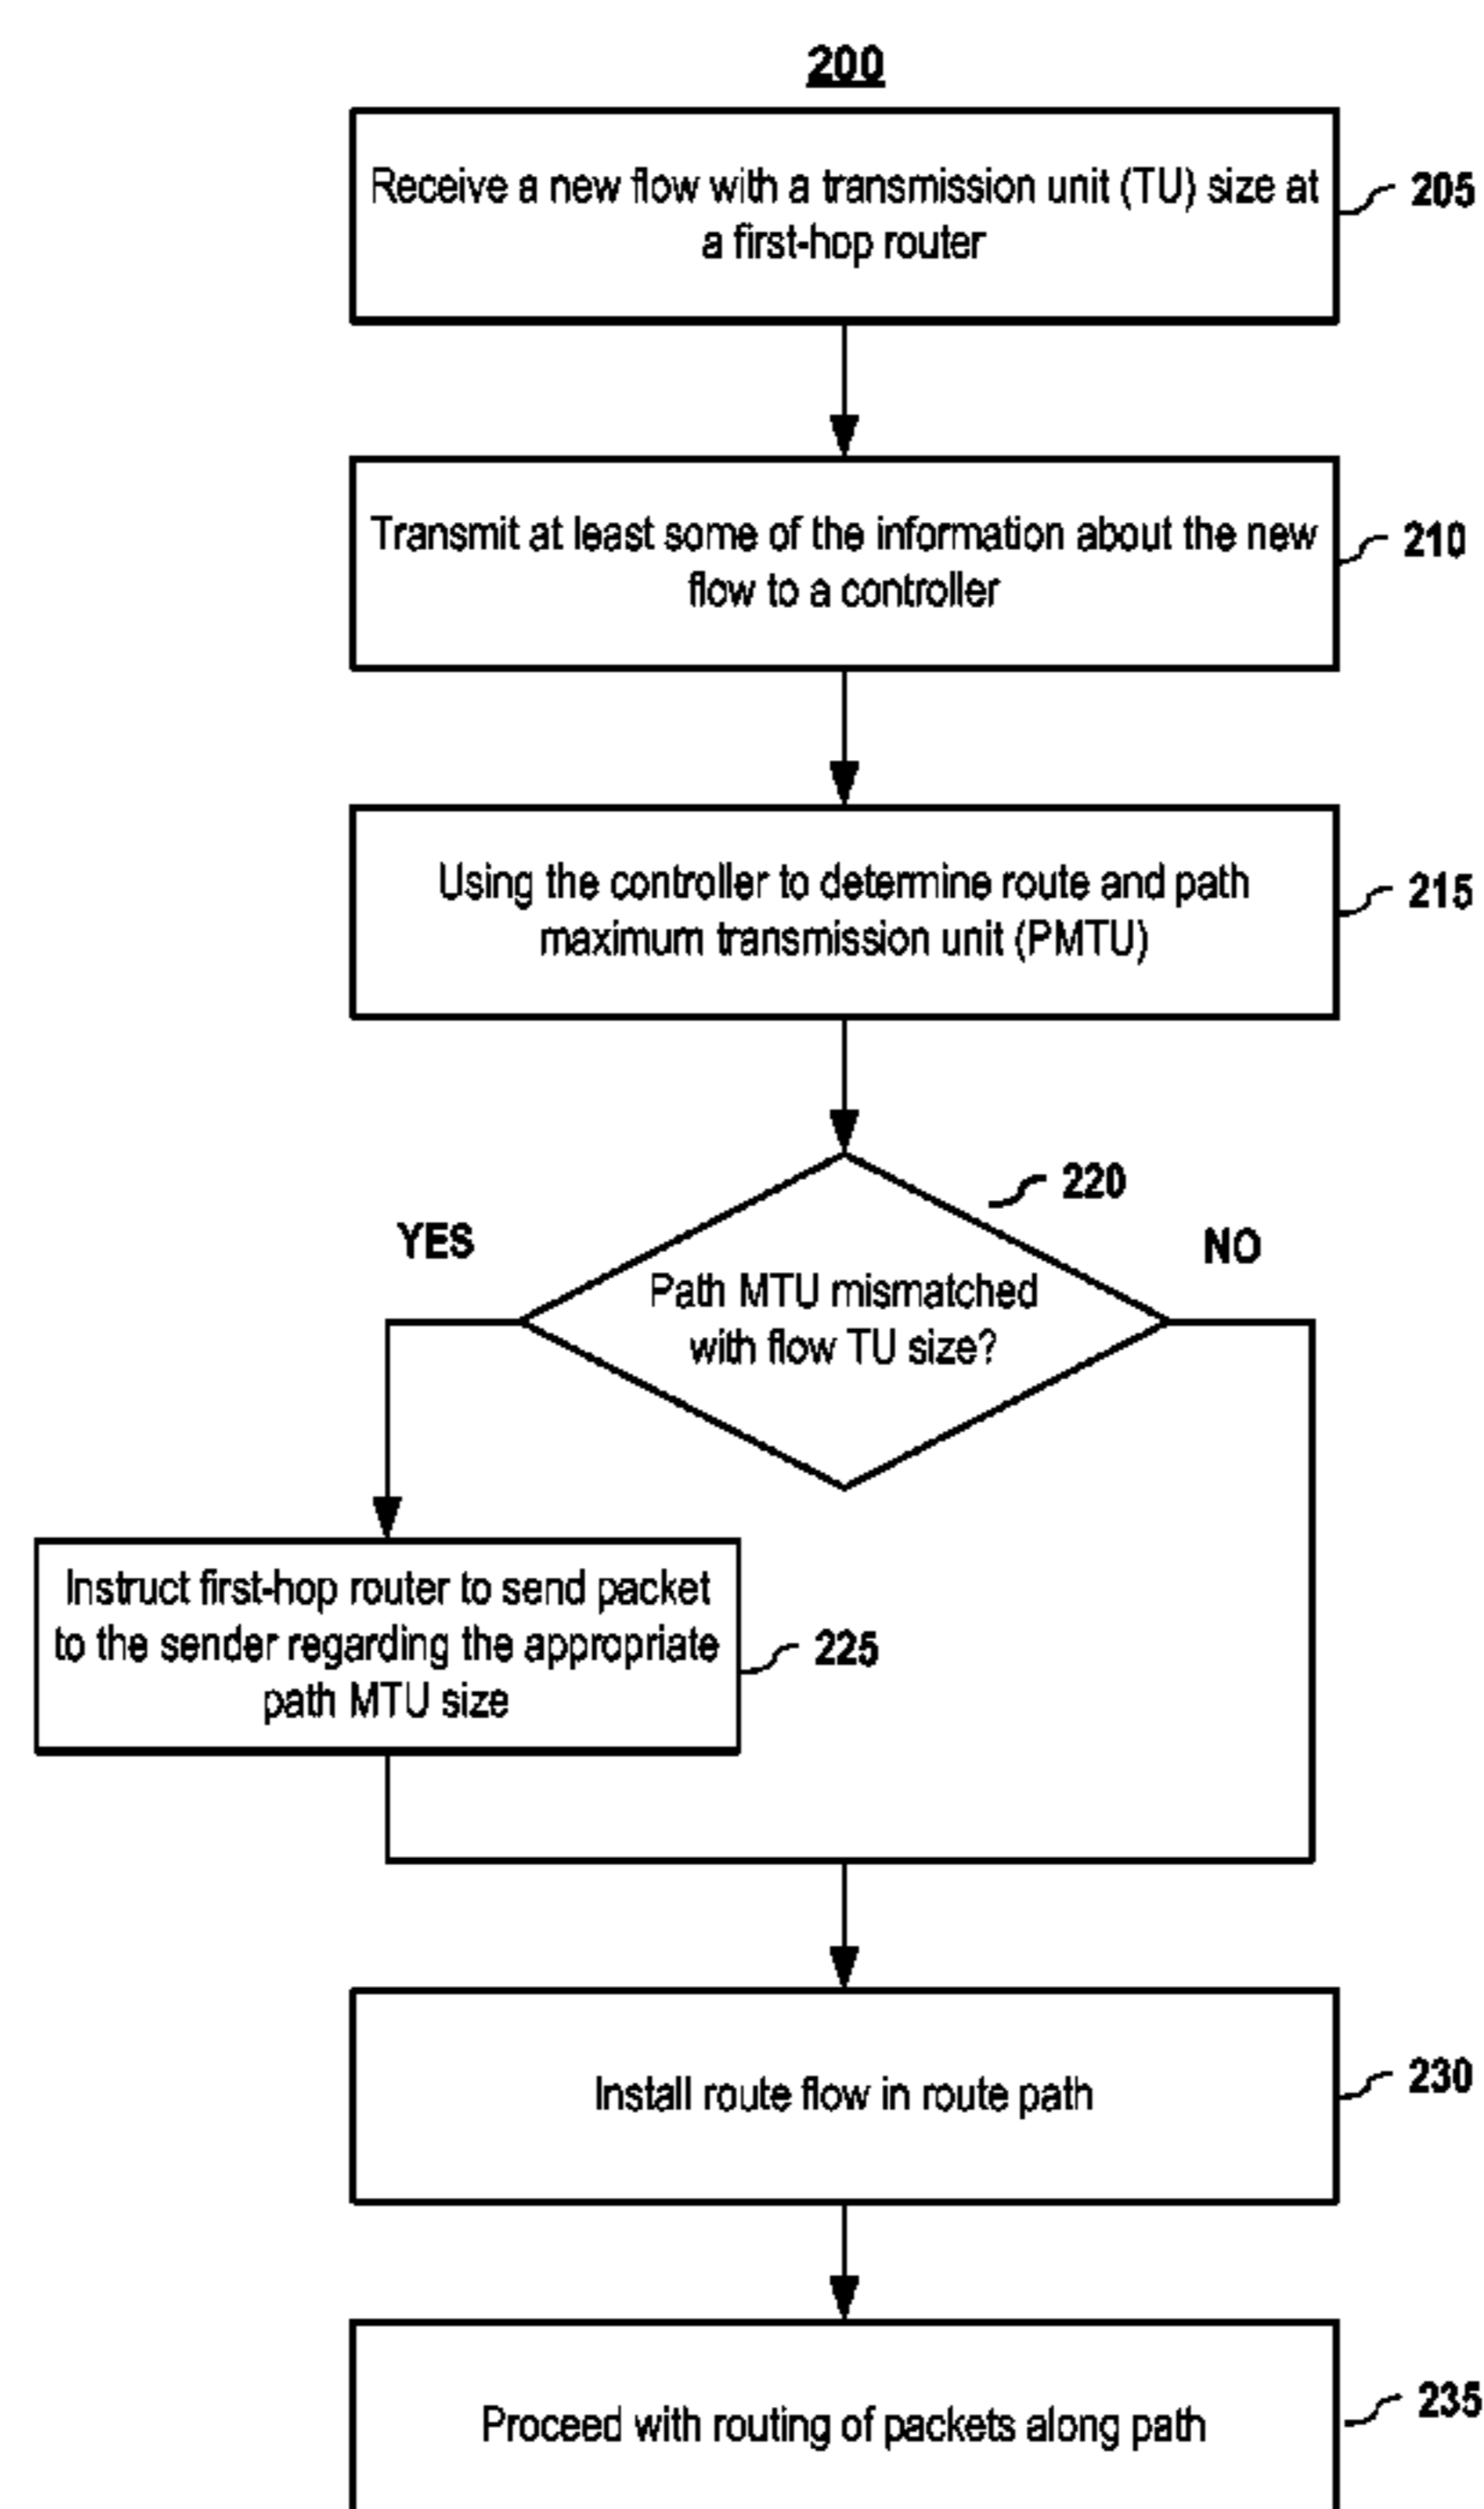 200
Receive a new flow with a transmission unit (TU) size at
a first-hop router
205
Transmit at least some of the information about the new
flow to a controller
210
Using the controller to determine route and path
maximum transmission unit (PMTU)
215
220
YES
NO
Path MTU mismatched
with flow TU size?
Instruct first-hop router to send packet
to the sender regarding the appropriate
path MTU size
225
Install route flow in route path
230
Proceed with routing of packets along path
235